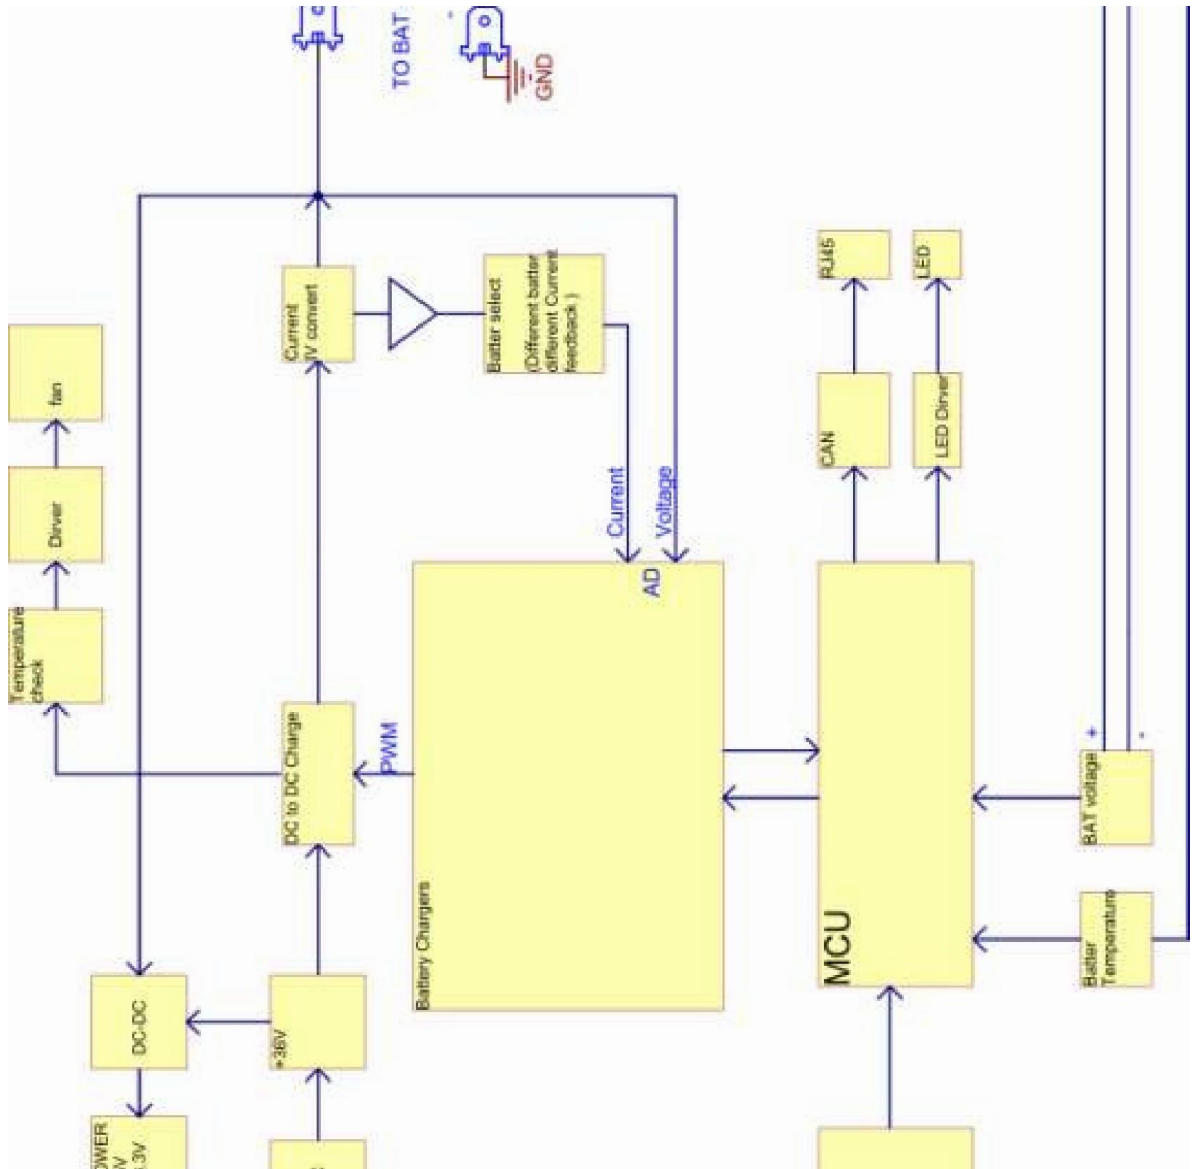 TO BAT
-
GND
RJ45
LED
Current
IV convert
Batter select
(Different batter
different Current
feedback )
fan
CAN
LED Dirver
Dirver
Current
Voltage
AD
Temperature
check
DC to DC Charge
PWM
+
-
BAT voltage
Battery Chargers
MCU
Batter
Temperature
DC-DC
+36V